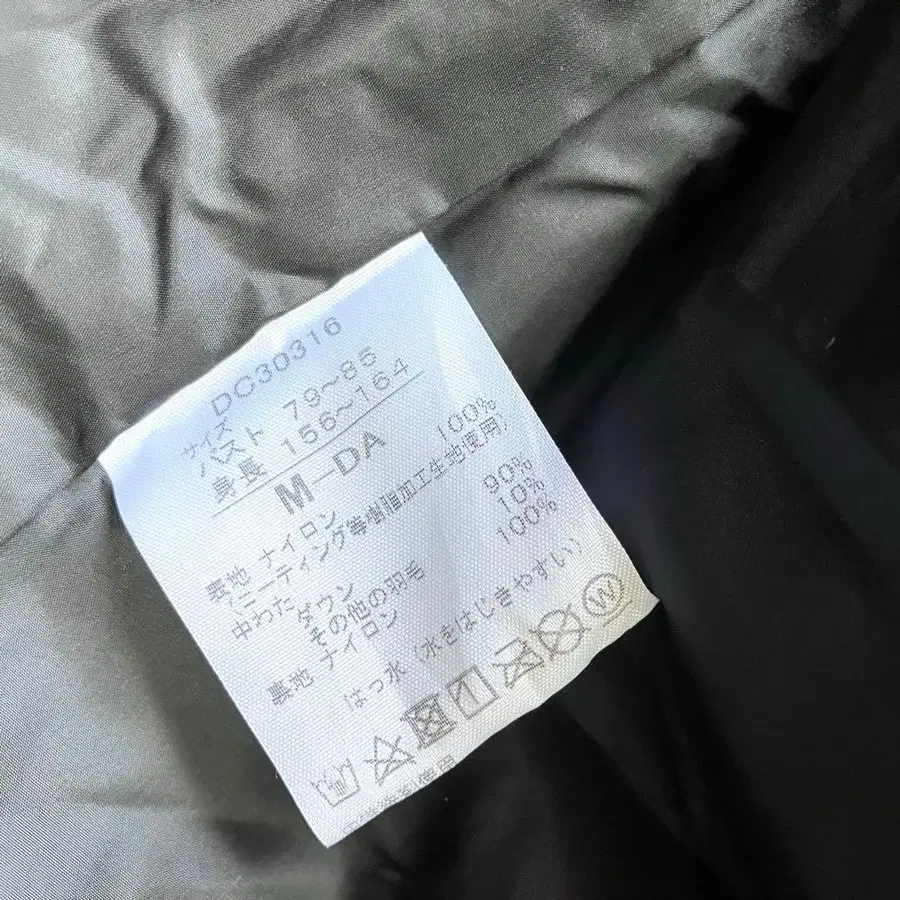 DC30316
サイズ
バスト 79~85
身長 156~164
M-DA
表地 ナイロン 100%
(コーティング等樹脂加工生地使用)
中わた ダウン 90%
その他の羽毛 10%
裏地 ナイロン 100%
はっ水 (水をはじきやすい)
W